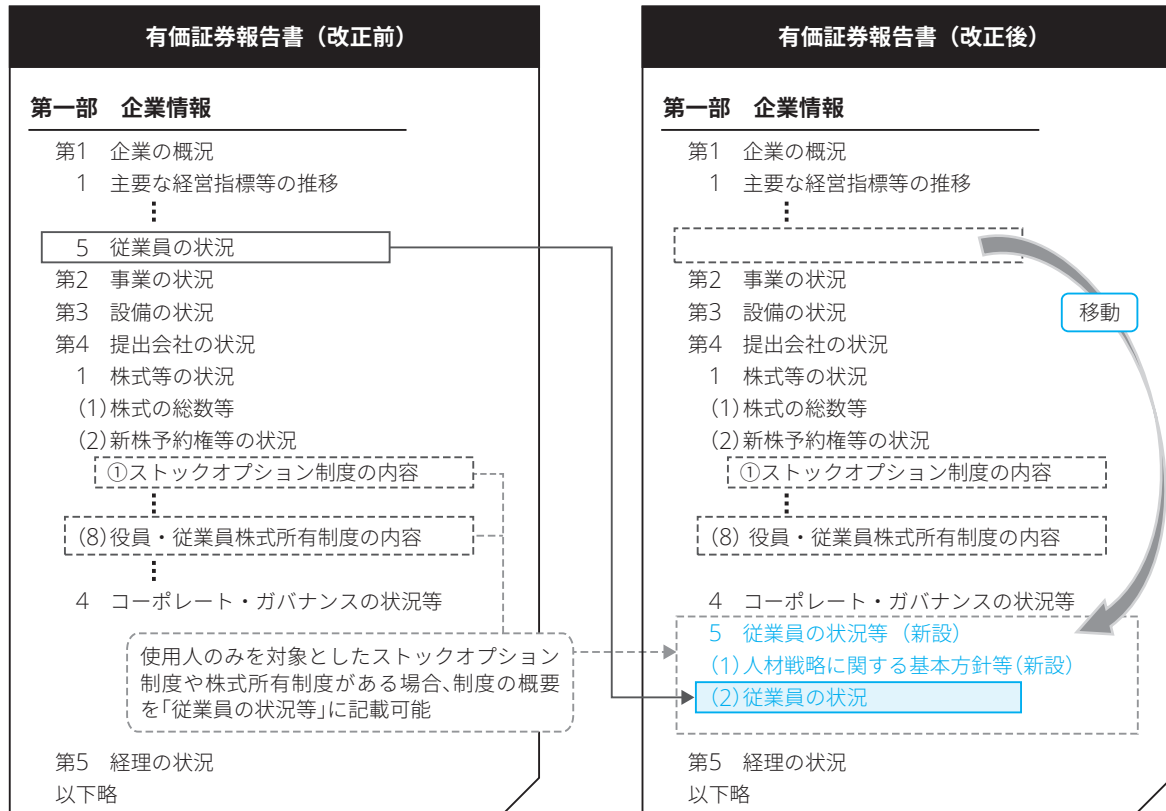 有価証券報告書（改正前）
第一部　企業情報
第1　企業の概況
1　主要な経営指標等の推移
5　従業員の状況
第2　事業の状況
第3　設備の状況
第4　提出会社の状況
1　株式等の状況
(1)株式の総数等
(2)新株予約権等の状況
①ストックオプション制度の内容
(8)役員・従業員株式所有制度の内容
4　コーポレート・ガバナンスの状況等
使用人のみを対象としたストックオプション
制度や株式所有制度がある場合、制度の概要
を「従業員の状況等」に記載可能
第5　経理の状況
以下略
有価証券報告書（改正後）
第一部　企業情報
第1　企業の概況
1　主要な経営指標等の推移
第2　事業の状況
第3　設備の状況
移動
第4　提出会社の状況
1　株式等の状況
(1)株式の総数等
(2)新株予約権等の状況
①ストックオプション制度の内容
(8) 役員・従業員株式所有制度の内容
4　コーポレート・ガバナンスの状況等
5　従業員の状況等（新設）
(1)人材戦略に関する基本方針等(新設)
(2)従業員の状況
第5　経理の状況
以下略